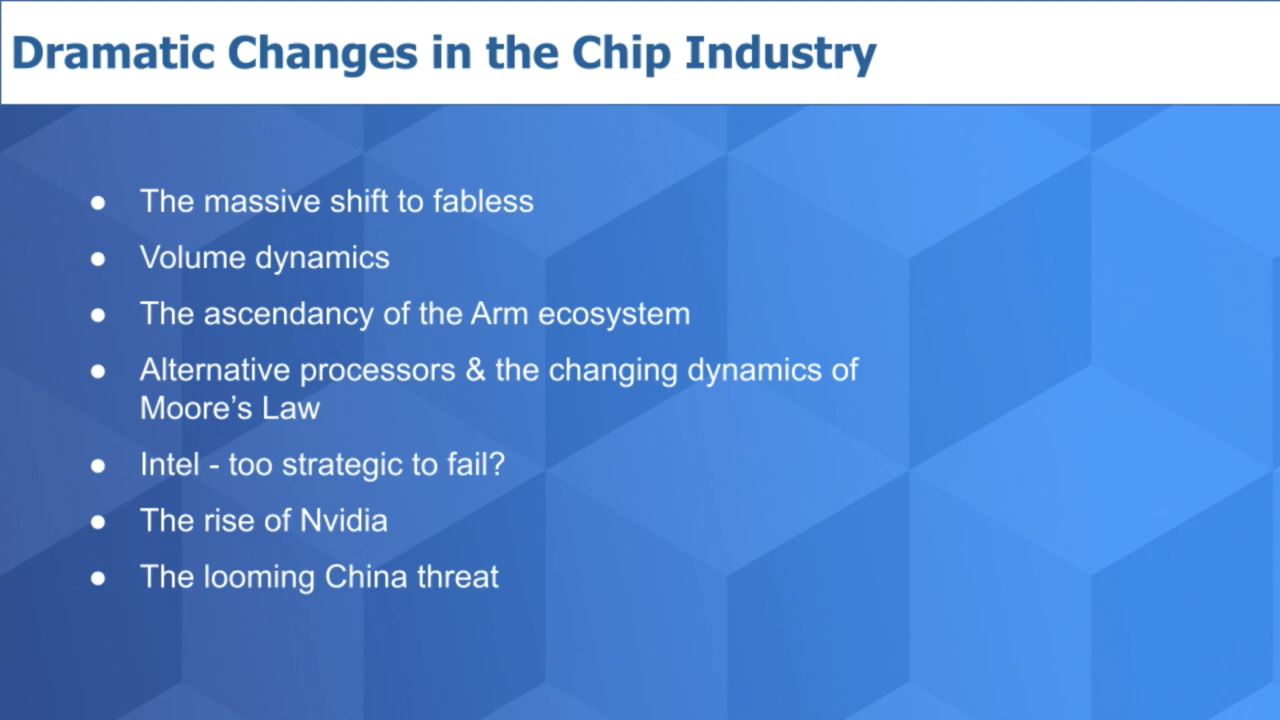 Dramatic Changes in the Chip Industry
● The massive shift to fabless
● Volume dynamics
● The ascendancy of the Arm ecosystem
● Alternative processors & the changing dynamics of
Moore’s Law
● Intel - too strategic to fail?
● The rise of Nvidia
● The looming China threat